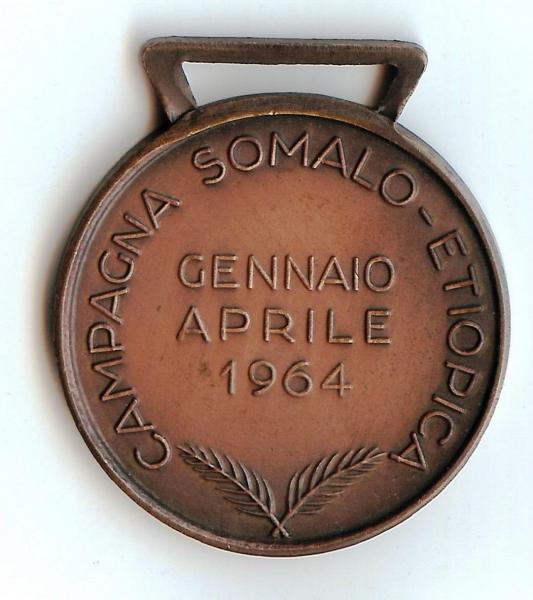 CAMPAGNA SOMALO-ETIOPICA
GENNAIO
APRILE
1964